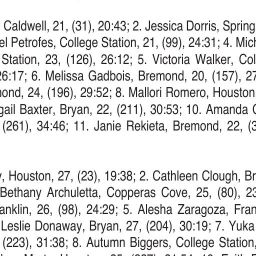 Caldwell, 21, (31), 20:43; 2. Jessica Dorris, Spring
el Petrofes, College Station, 21, (99), 24:31; 4. Mich
Station, 23, (126), 26:12; 5. Victoria Walker, Col
26:17; 6. Melissa Gadbois, Bremond, 20, (157), 27
mond, 24, (196), 29:52; 8. Mallori Romero, Houston
gail Baxter, Bryan, 22, (211), 30:53; 10. Amanda C
(261), 34:46; 11. Janie Rekieta, Bremond, 22, (3
, Houston, 27, (23), 19:38; 2. Cathleen Clough, Br
Bethany Archuletta, Copperas Cove, 25, (80), 23
anklin, 26, (98), 24:29; 5. Alesha Zaragoza, Fran
Leslie Donaway, Bryan, 27, (204), 30:19; 7. Yuka
(223), 31:38; 8. Autumn Biggers, College Station,